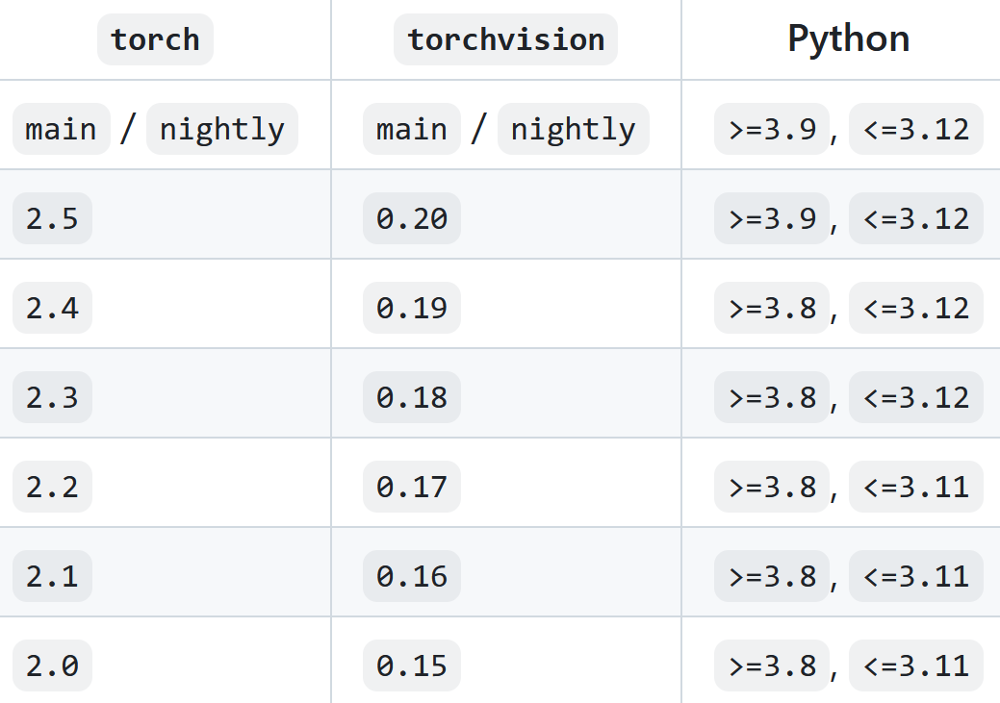 torch torchvision Python
main / nightly main / nightly >=3.9, <=3.12
2.5 0.20 >=3.9, <=3.12
2.4 0.19 >=3.8, <=3.12
2.3 0.18 >=3.8, <=3.12
2.2 0.17 >=3.8, <=3.11
2.1 0.16 >=3.8, <=3.11
2.0 0.15 >=3.8, <=3.11